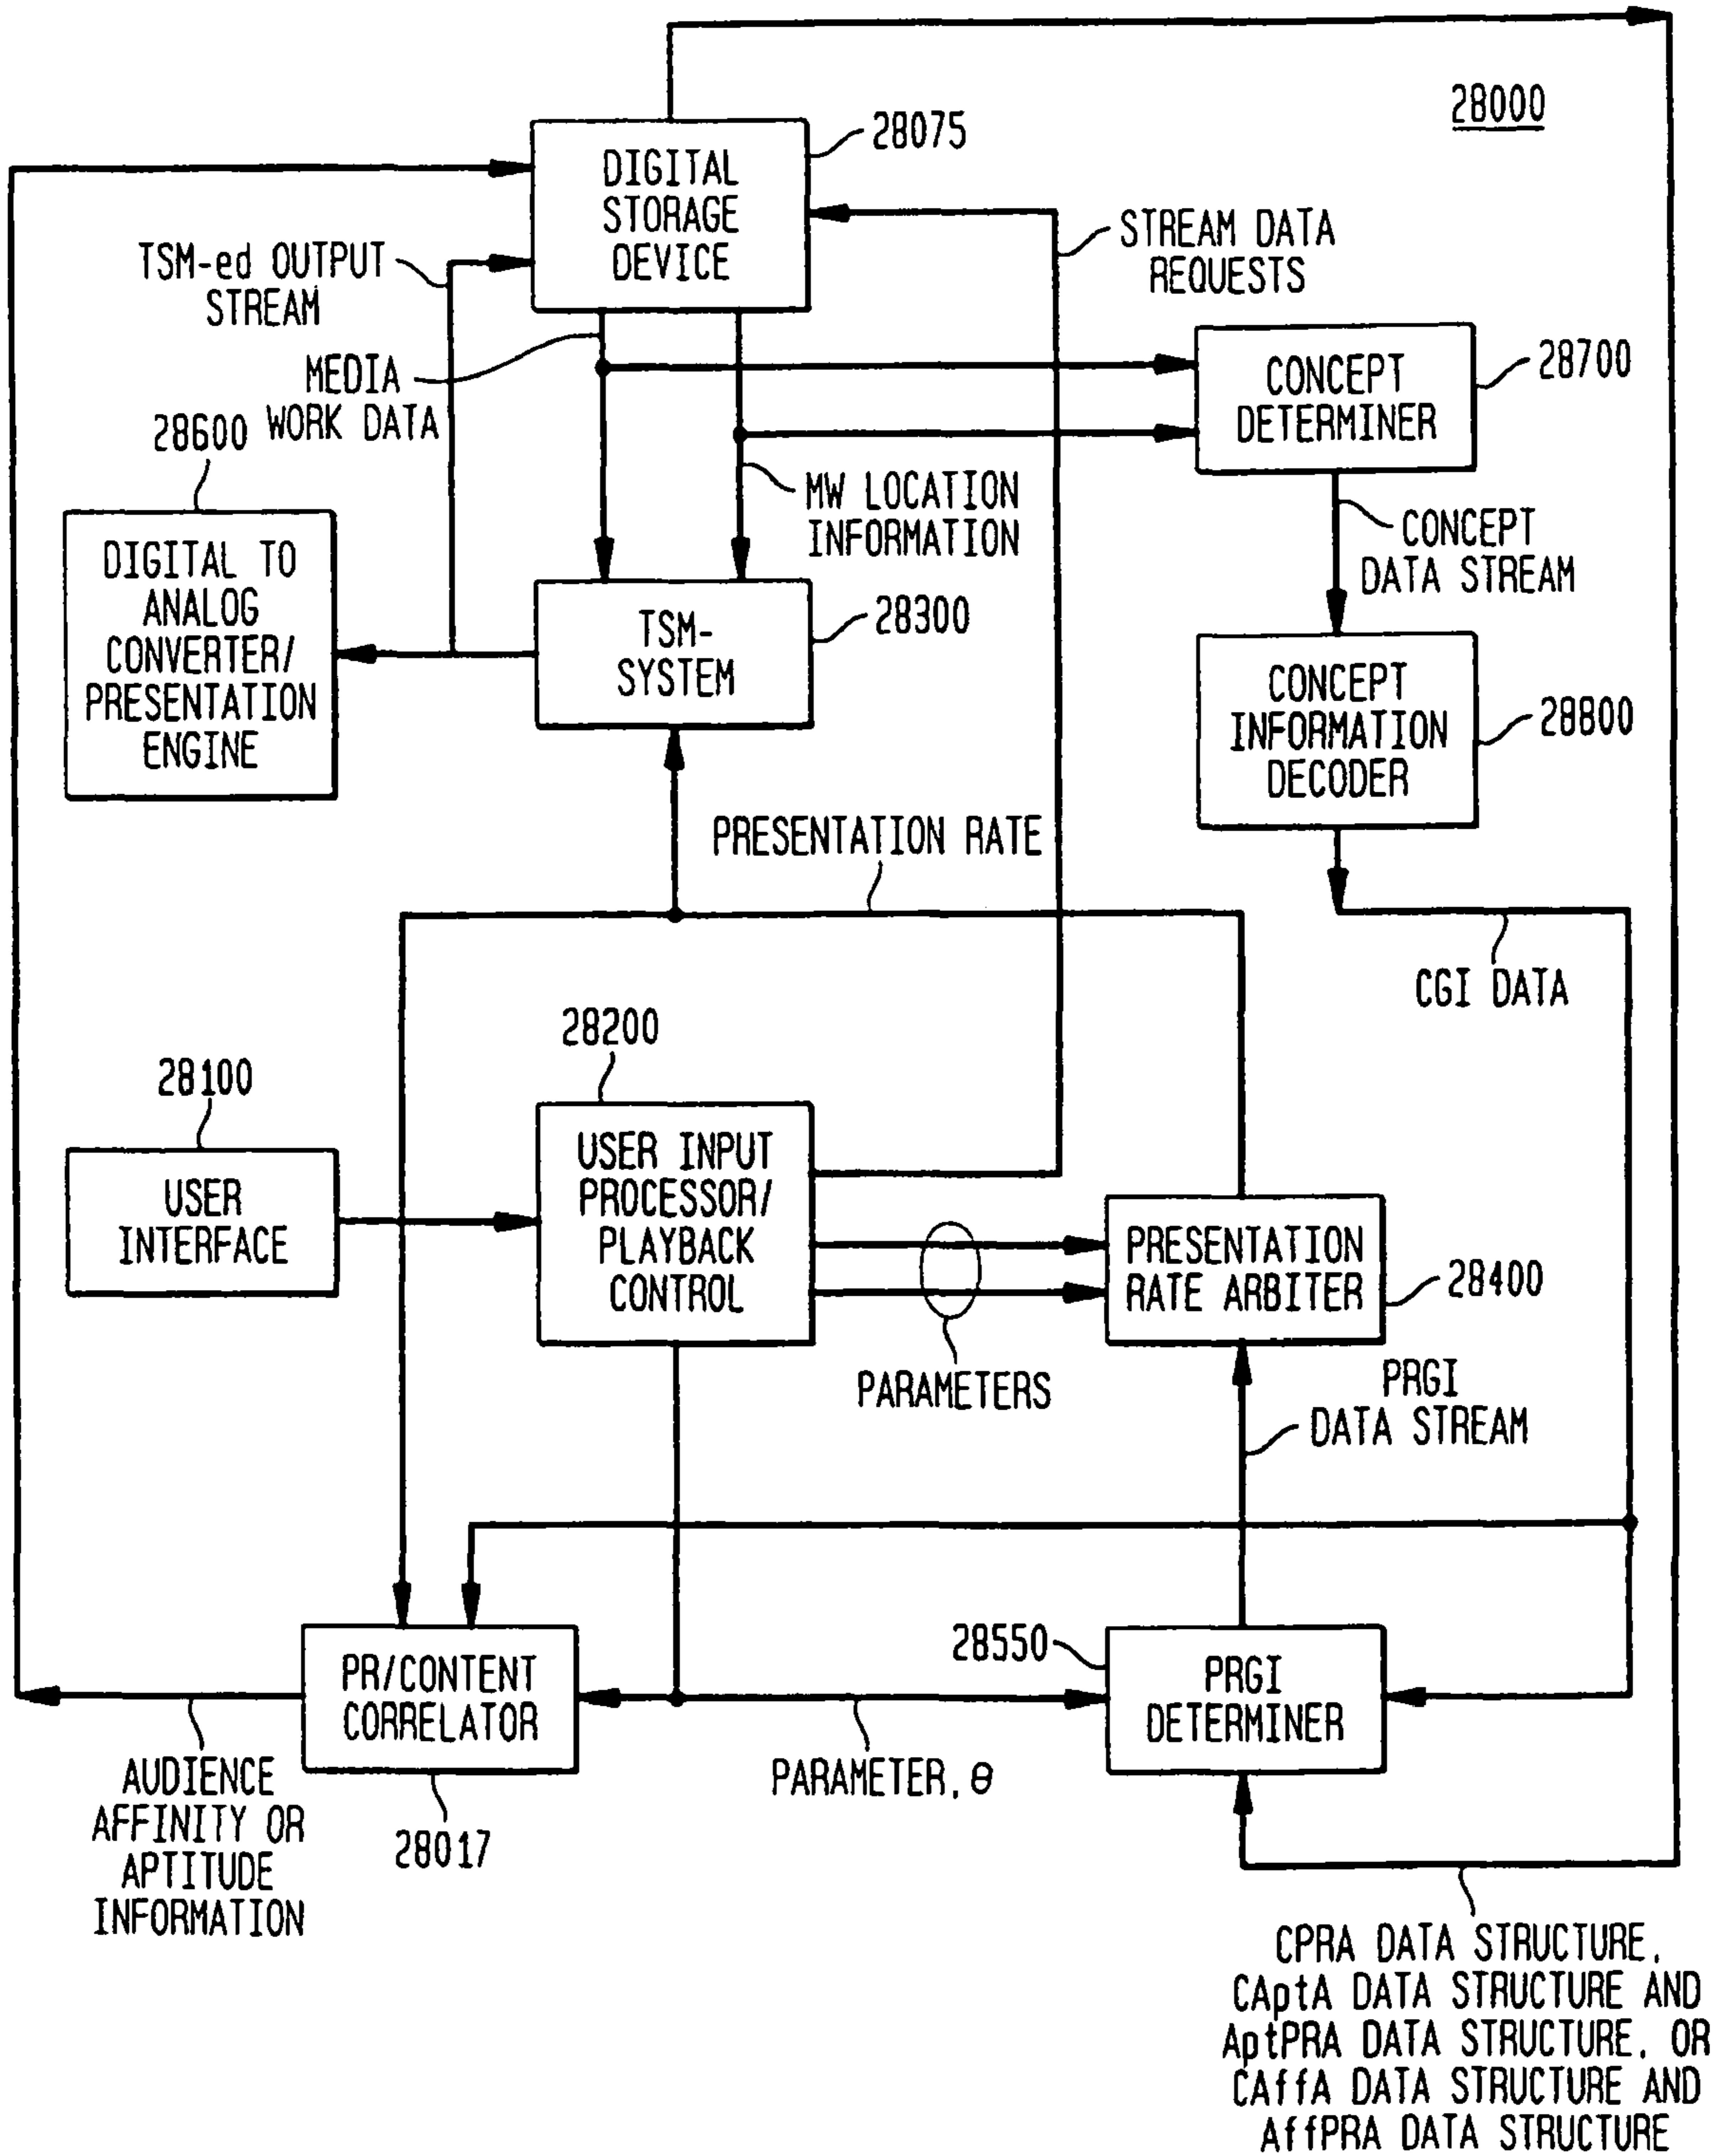 28000
28075
DIGITAL
STORAGE
DEVICE
STREAM DATA
REQUESTS
TSM-ed OUTPUT
STREAM
MEDIA
WORK DATA
28700
CONCEPT
DETERMINER
28600
MW LOCATION
INFORMATION
CONCEPT
DATA STREAM
DIGITAL TO
ANALOG
CONVERTER/
PRESENTATION
ENGINE
TSM-
SYSTEM
28300
CONCEPT
INFORMATION
DECODER
28800
PRESENTATION RATE
CGI DATA
28200
28100
USER
INTERFACE
USER INPUT
PROCESSOR/
PLAYBACK
CONTROL
PRESENTATION
RATE ARBITER
28400
PARAMETERS
PRGI
DATA STREAM
28550
PR/CONTENT
CORRELATOR
PRGI
DETERMINER
PARAMETER, θ
28017
AUDIENCE
AFFINITY OR
APTITUDE
INFORMATION
CPRA DATA STRUCTURE,
CAptA DATA STRUCTURE AND
AptPRA DATA STRUCTURE, OR
CAffA DATA STRUCTURE AND
AffPRA DATA STRUCTURE